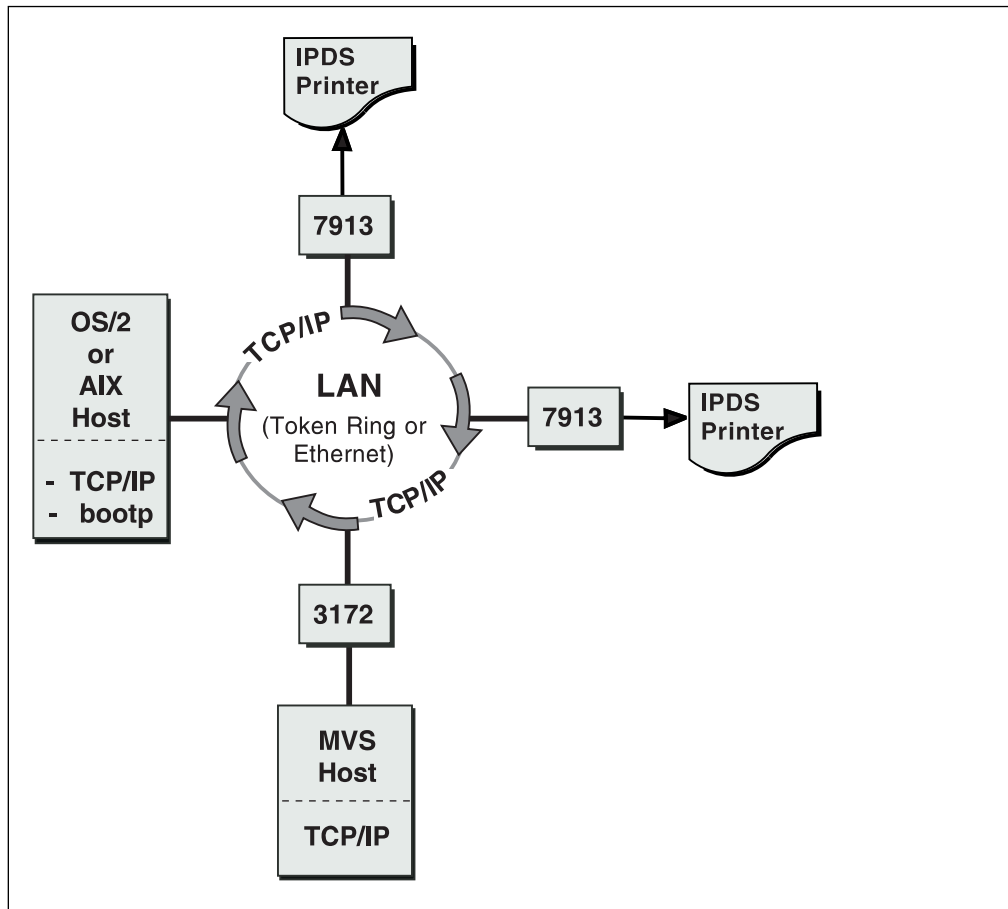 IPDS
Printer
7913
OS/2
or
AIX
Host
- TCP/IP
- bootp
TCP/IP
LAN
(Token Ring or
Ethernet)
TCP/IP
7913
IPDS
Printer
3172
MVS
Host
TCP/IP